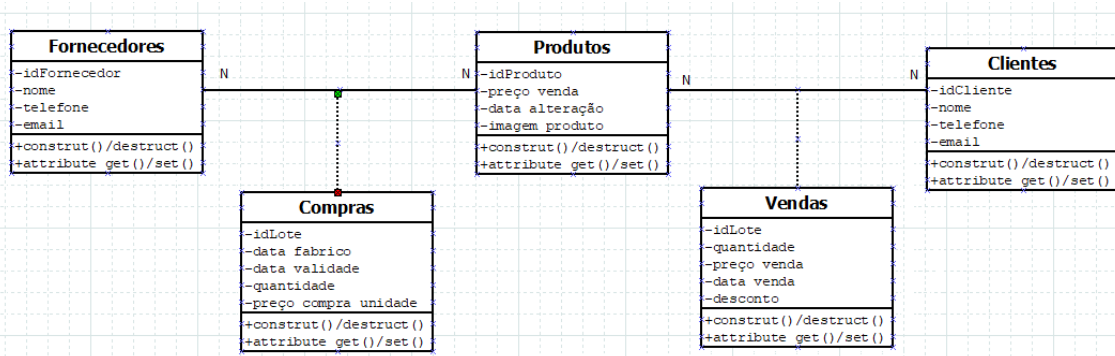 Fornecedores
-idFornecedor
-nome
-telefone
-email
+construt()/destruct()
+attribute get()/set()
N
N
Produtos
-idProduto
-preço venda
-data alteração
-imagem produto
+construt()/destruct()
+attribute get()/set()
N
N
Clientes
-idCliente
-nome
-telefone
-email
+construt()/destruct()
+attribute get()/set()
Compras
-idLote
-data fabrico
-data validade
-quantidade
-preço compra unidade
+construt()/destruct()
+attribute get()/set()
Vendas
-idLote
-quantidade
-preço venda
-data venda
-desconto
+construt()/destruct()
+attribute get()/set()